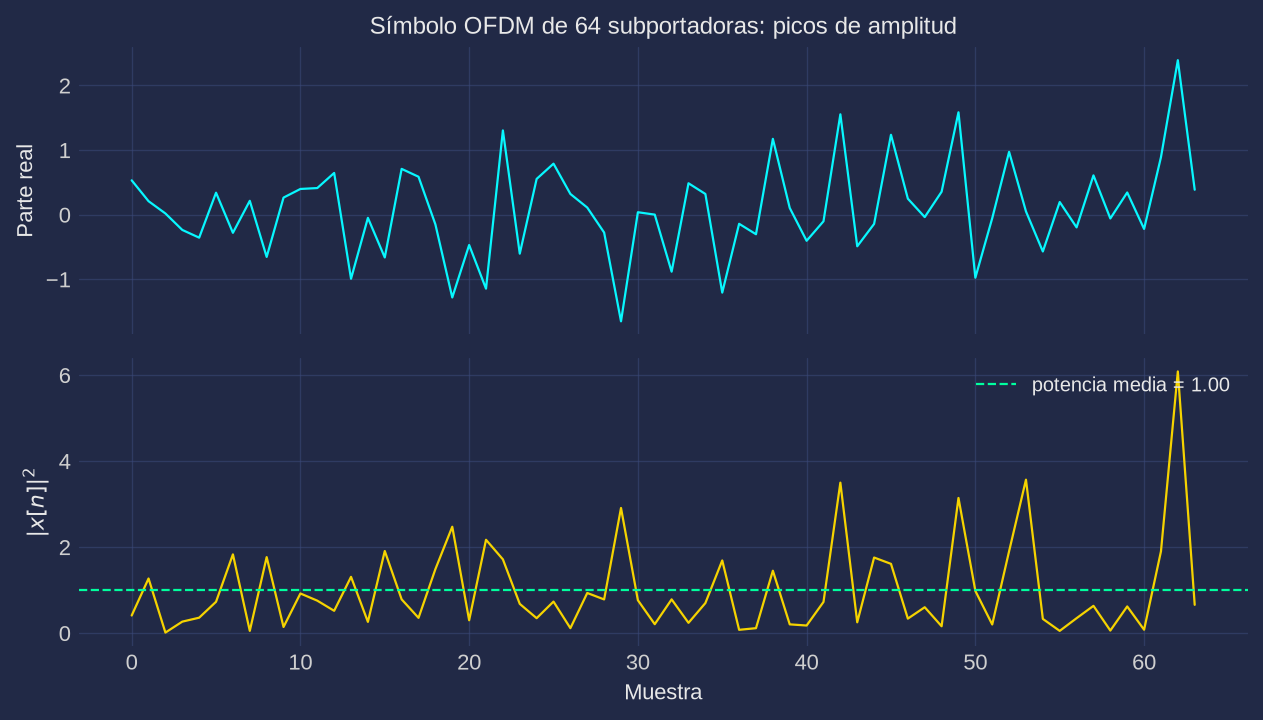 Símbolo OFDM de 64 subportadoras: picos de amplitud
Parte real
2
1
0
−1
|x[n]|²
6
4
2
0
potencia media = 1.00
0 10 20 30 40 50 60
Muestra